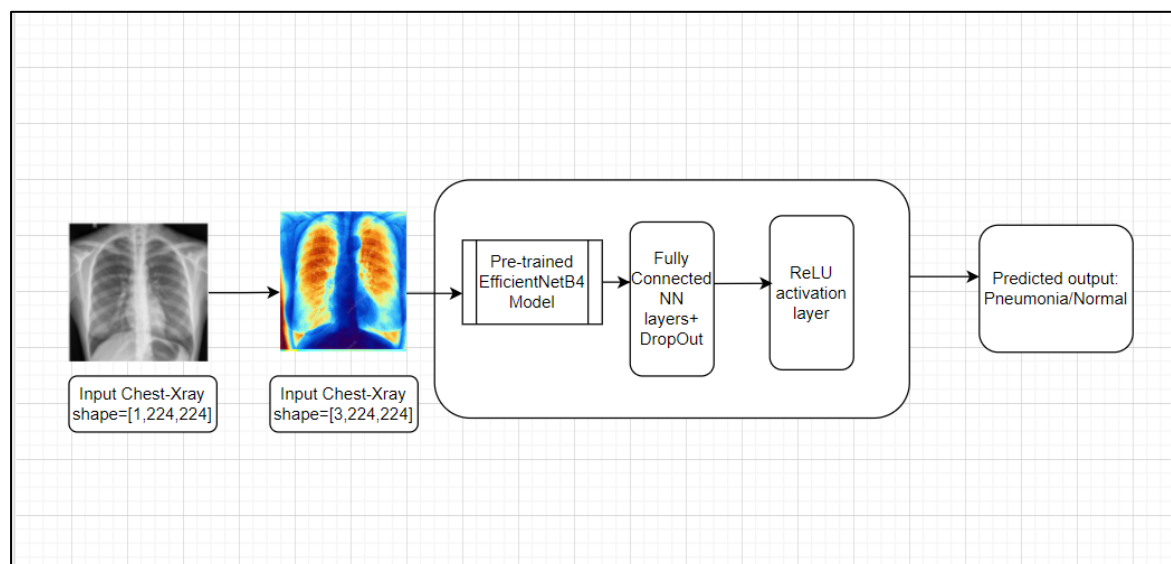 Input Chest-Xray
shape=[1,224,224]
Input Chest-Xray
shape=[3,224,224]
Pre-trained
EfficientNetB4
Model
Fully
Connected
NN
layers+
DropOut
ReLU
activation
layer
Predicted output:
Pneumonia/Normal